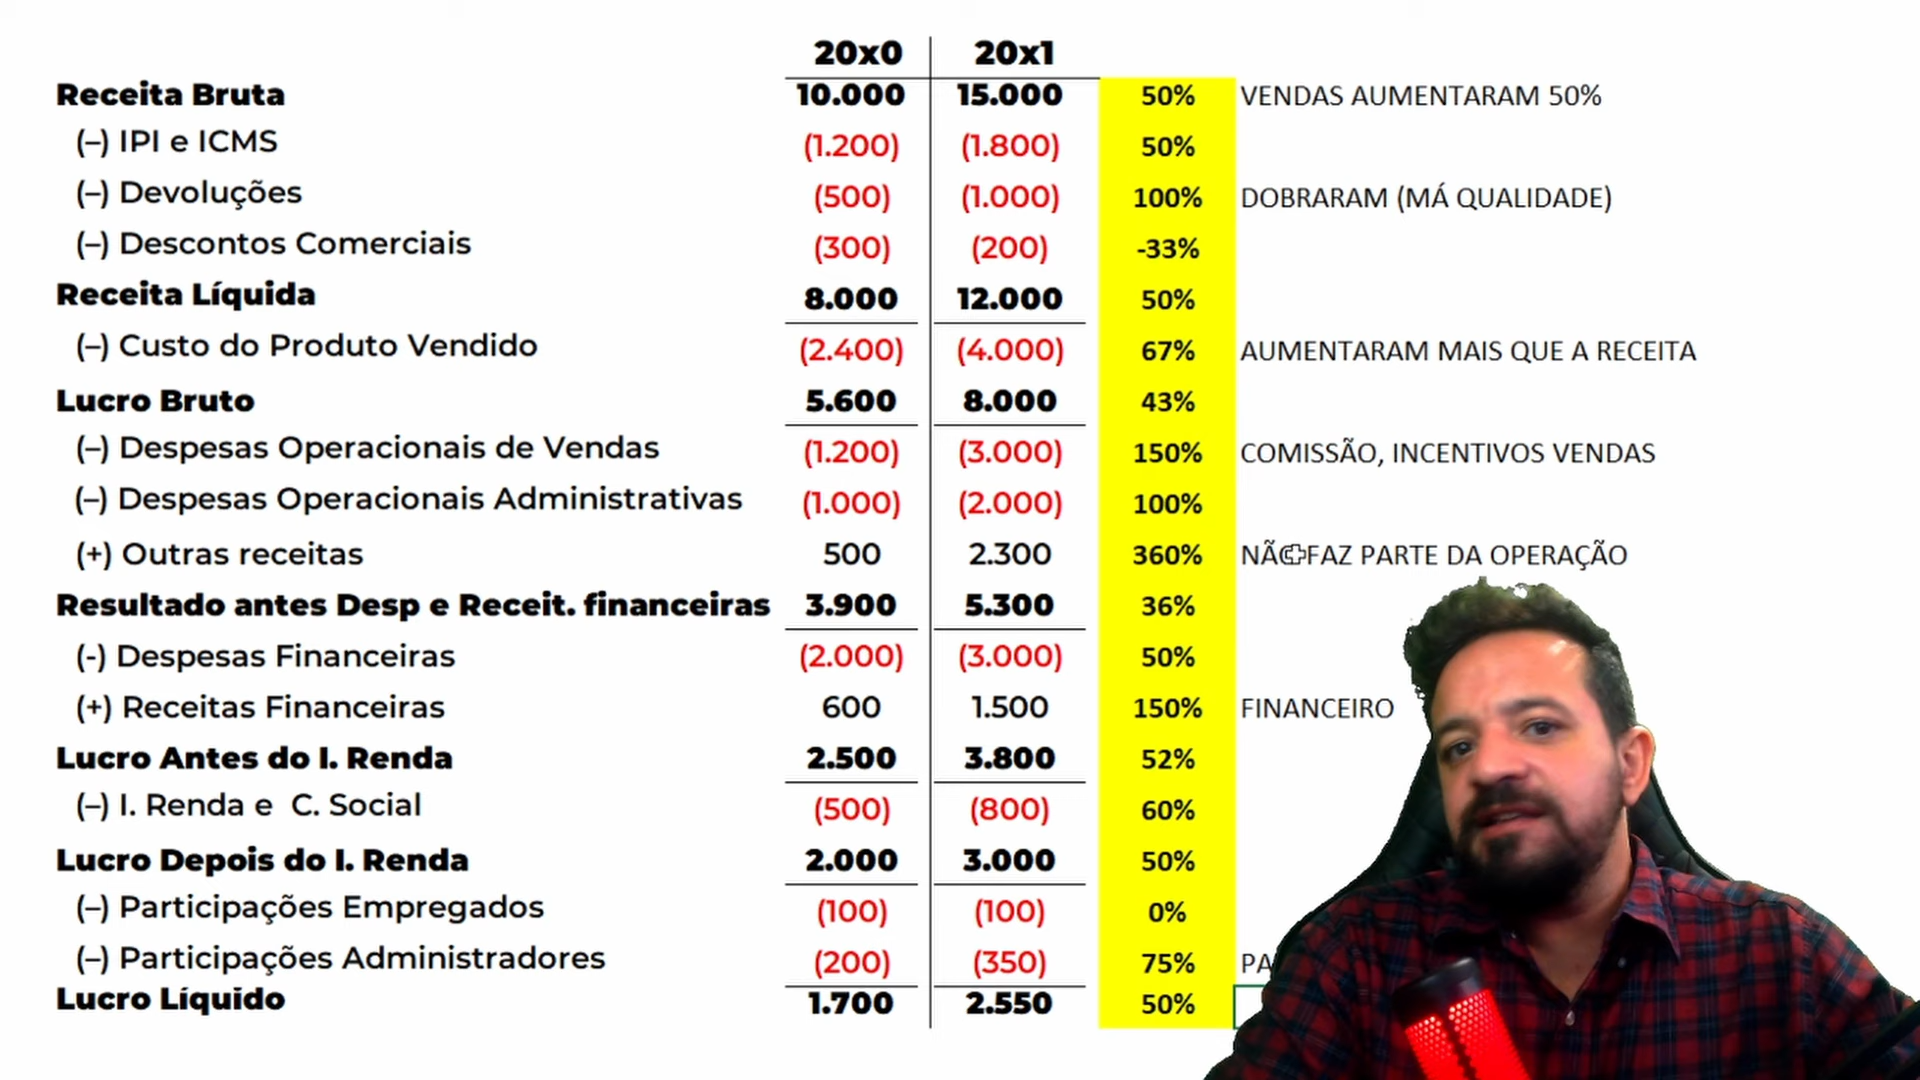 20x0 20x1
Receita Bruta 10.000 15.000 50% VENDAS AUMENTARAM 50%
(–) IPI e ICMS (1.200) (1.800) 50%
(–) Devoluções (500) (1.000) 100% DOBRARAM (MÁ QUALIDADE)
(–) Descontos Comerciais (300) (200) -33%
Receita Líquida 8.000 12.000 50%
(–) Custo do Produto Vendido (2.400) (4.000) 67% AUMENTARAM MAIS QUE A RECEITA
Lucro Bruto 5.600 8.000 43%
(–) Despesas Operacionais de Vendas (1.200) (3.000) 150% COMISSÃO, INCENTIVOS VENDAS
(–) Despesas Operacionais Administrativas (1.000) (2.000) 100%
(+) Outras receitas 500 2.300 360% NÃO FAZ PARTE DA OPERAÇÃO
Resultado antes Desp e Receit. financeiras 3.900 5.300 36%
(-) Despesas Financeiras (2.000) (3.000) 50%
(+) Receitas Financeiras 600 1.500 150% FINANCEIRO
Lucro Antes do I. Renda 2.500 3.800 52%
(–) I. Renda e C. Social (500) (800) 60%
Lucro Depois do I. Renda 2.000 3.000 50%
(–) Participações Empregados (100) (100) 0%
(–) Participações Administradores (200) (350) 75%
Lucro Líquido 1.700 2.550 50%